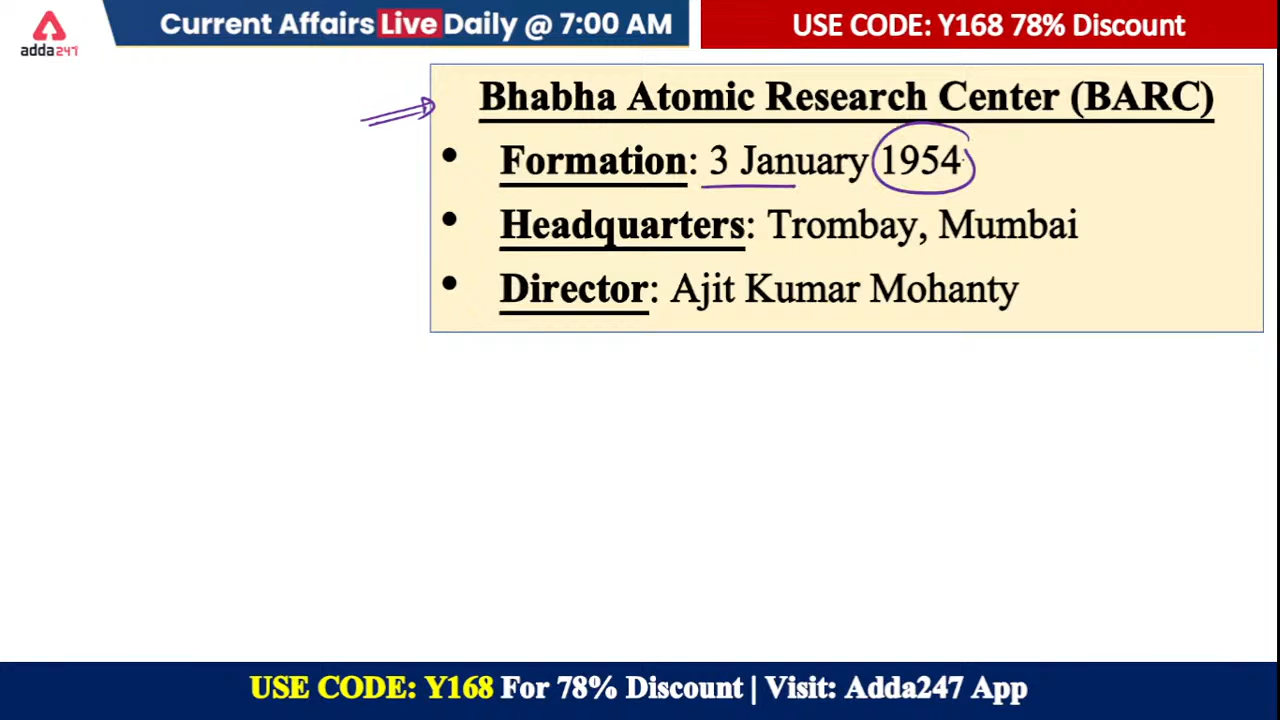 Current Affairs Live Daily @ 7:00 AM
USE CODE: Y168 78% Discount
adda247
Bhabha Atomic Research Center (BARC)
• Formation: 3 January 1954
• Headquarters: Trombay, Mumbai
• Director: Ajit Kumar Mohanty
USE CODE: Y168 For 78% Discount | Visit: Adda247 App